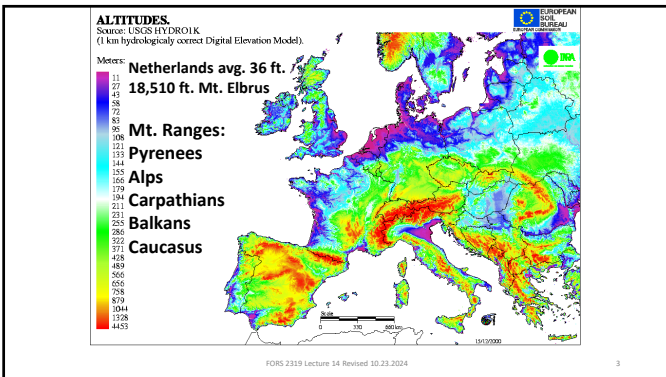 ALTITUDES.
Source: USGS HYDRO1K
(1 km hydrologically correct Digital Elevation Model).
EUROPEAN
SOIL
BUREAU
EUROPEAN COMMISSION
Meters:
Netherlands avg. 36 ft.
18,510 ft. Mt. Elbrus
Mt. Ranges:
Pyrenees
Alps
Carpathians
Balkans
Caucasus
11
27
43
58
72
83
95
108
121
133
144
155
166
179
194
211
231
255
286
322
371
428
489
566
656
758
879
1044
1328
4453
Scale
0 330 660 km
15/12/2000
FORS 2319 Lecture 14 Revised 10.23.2024
3